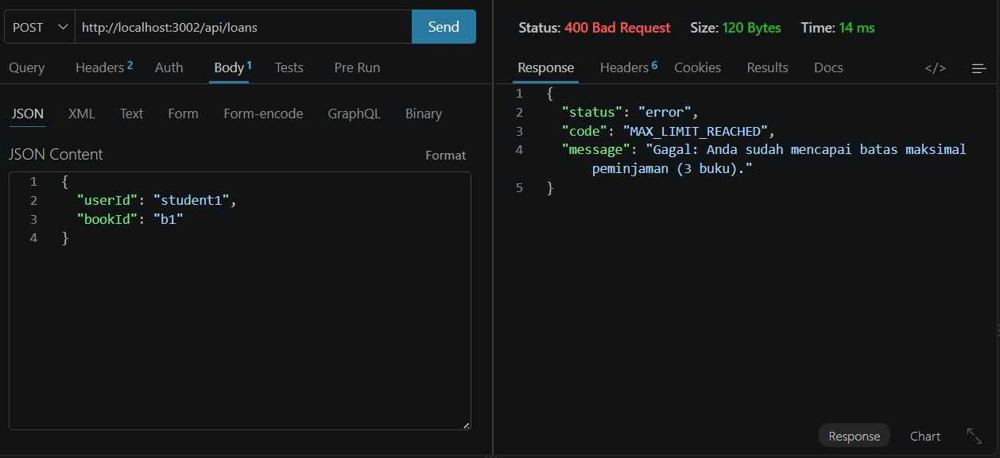 POST http://localhost:3002/api/loans Send
Query Headers 2 Auth Body 1 Tests Pre Run
JSON XML Text Form Form-encode GraphQL Binary
JSON Content Format
1 {
2 "userId": "student1",
3 "bookId": "b1"
4 }
Status: 400 Bad Request Size: 120 Bytes Time: 14 ms
Response Headers 6 Cookies Results Docs </>
1 {
2 "status": "error",
3 "code": "MAX_LIMIT_REACHED",
4 "message": "Gagal: Anda sudah mencapai batas maksimal
peminjaman (3 buku)."
5 }
Response Chart